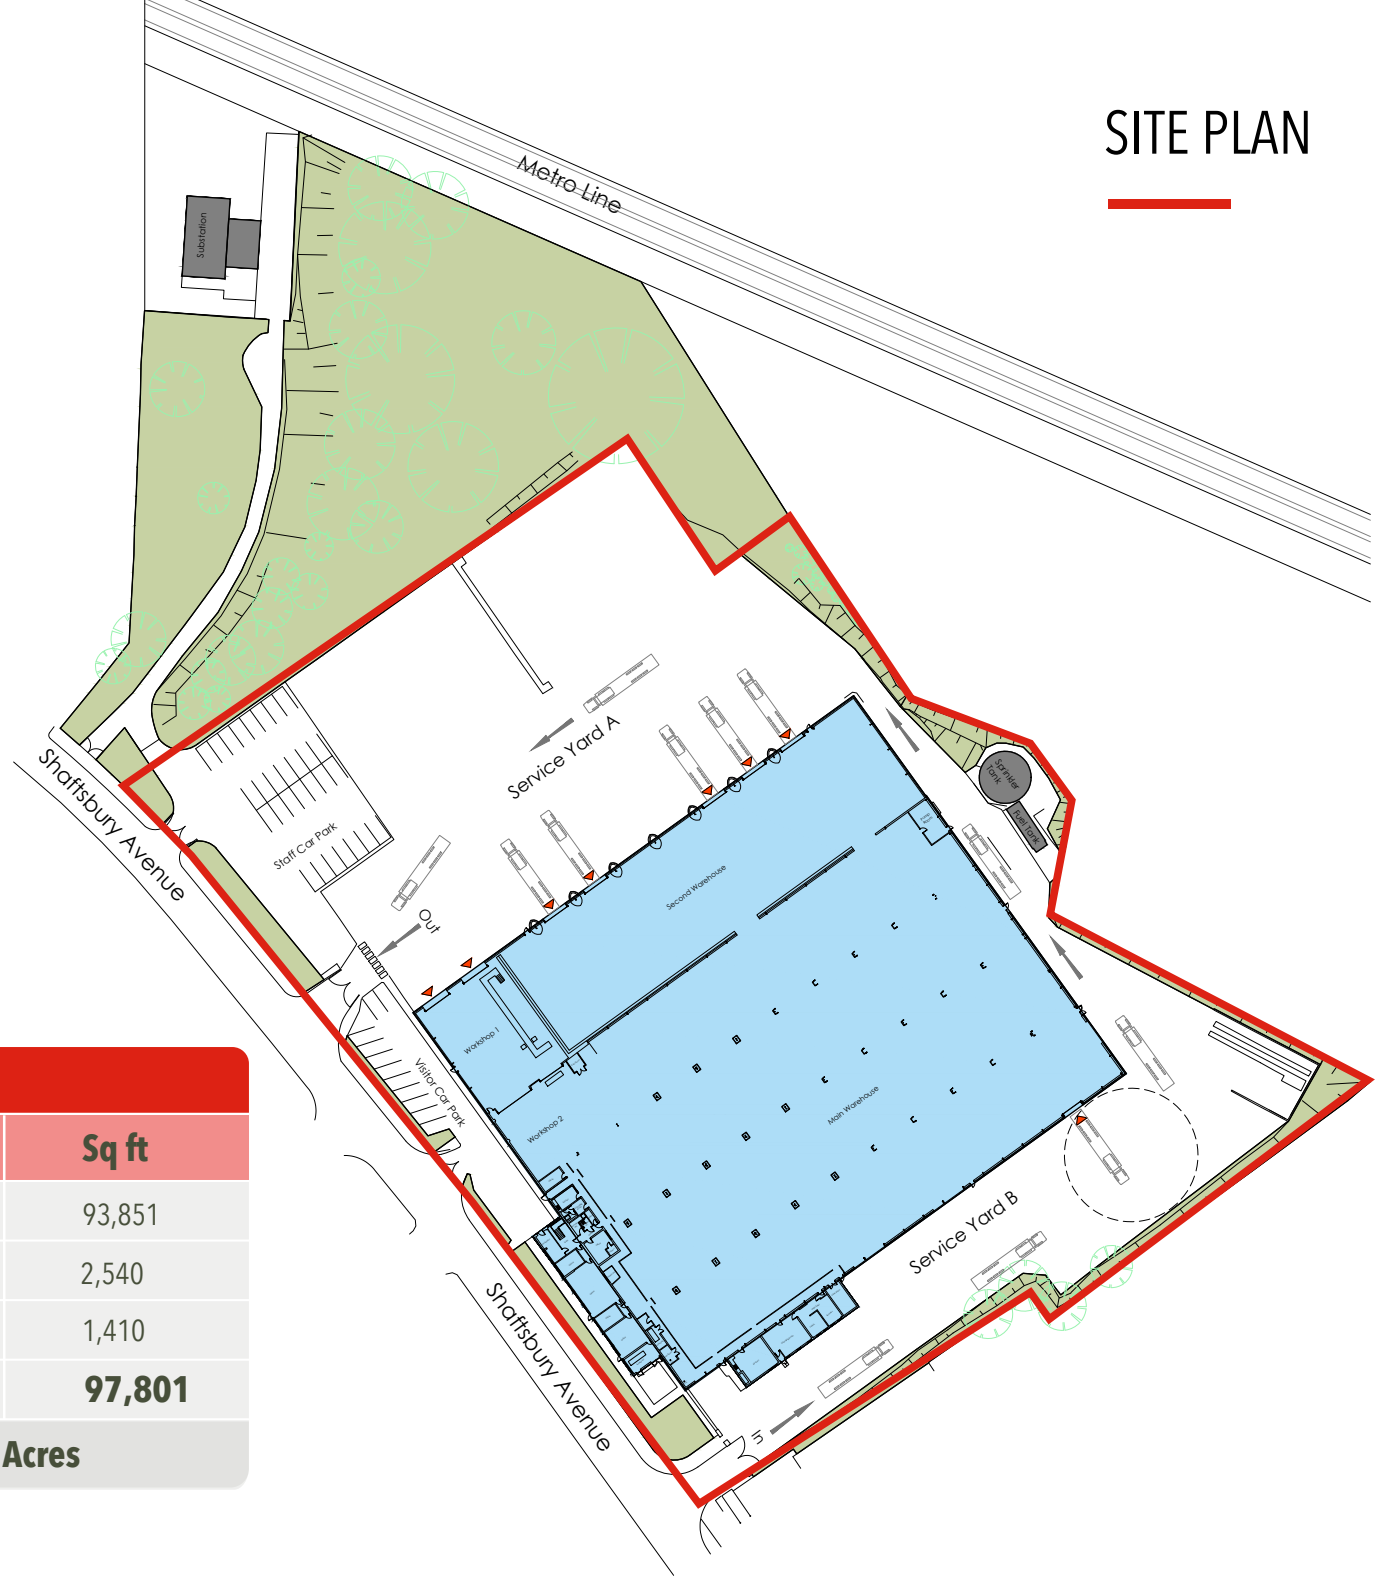 SITE PLAN
Metro Line
Substation
Shaftsbury Avenue
Service Yard A
Staff Car Park
Out
Sprinkler
Tank
Fuel Tank
Second Warehouse
Workshop 1
Visitor Car Park
Workshop 2
Main Warehouse
Service Yard B
Shaftsbury Avenue
In
Sq ft
93,851
2,540
1,410
97,801
Acres